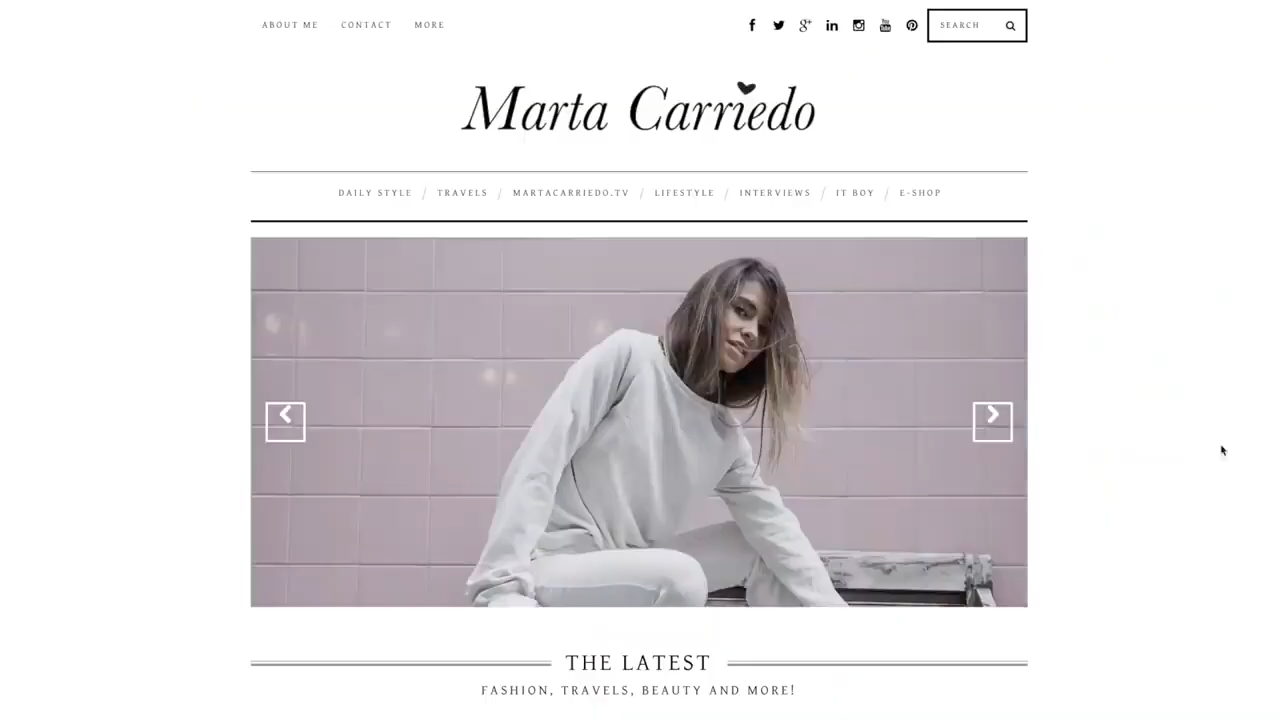 ABOUT ME CONTACT MORE
SEARCH
Marta Carriedo
DAILY STYLE / TRAVELS / MARTACARRIEDO.TV / LIFESTYLE / INTERVIEWS / IT BOY / E-SHOP
THE LATEST
FASHION, TRAVELS, BEAUTY AND MORE!